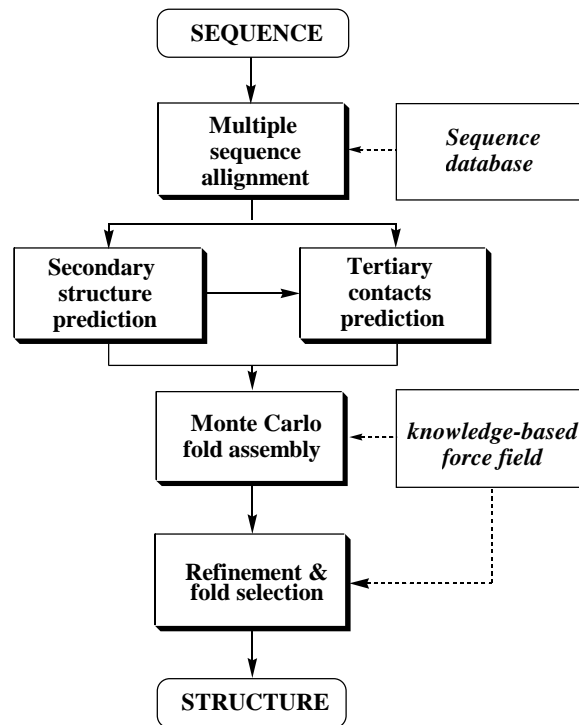 SEQUENCE
Multiple
sequence
allignment
Sequence
database
Secondary
structure
prediction
Tertiary
contacts
prediction
Monte Carlo
fold assembly
knowledge-based
force field
Refinement &
fold selection
STRUCTURE